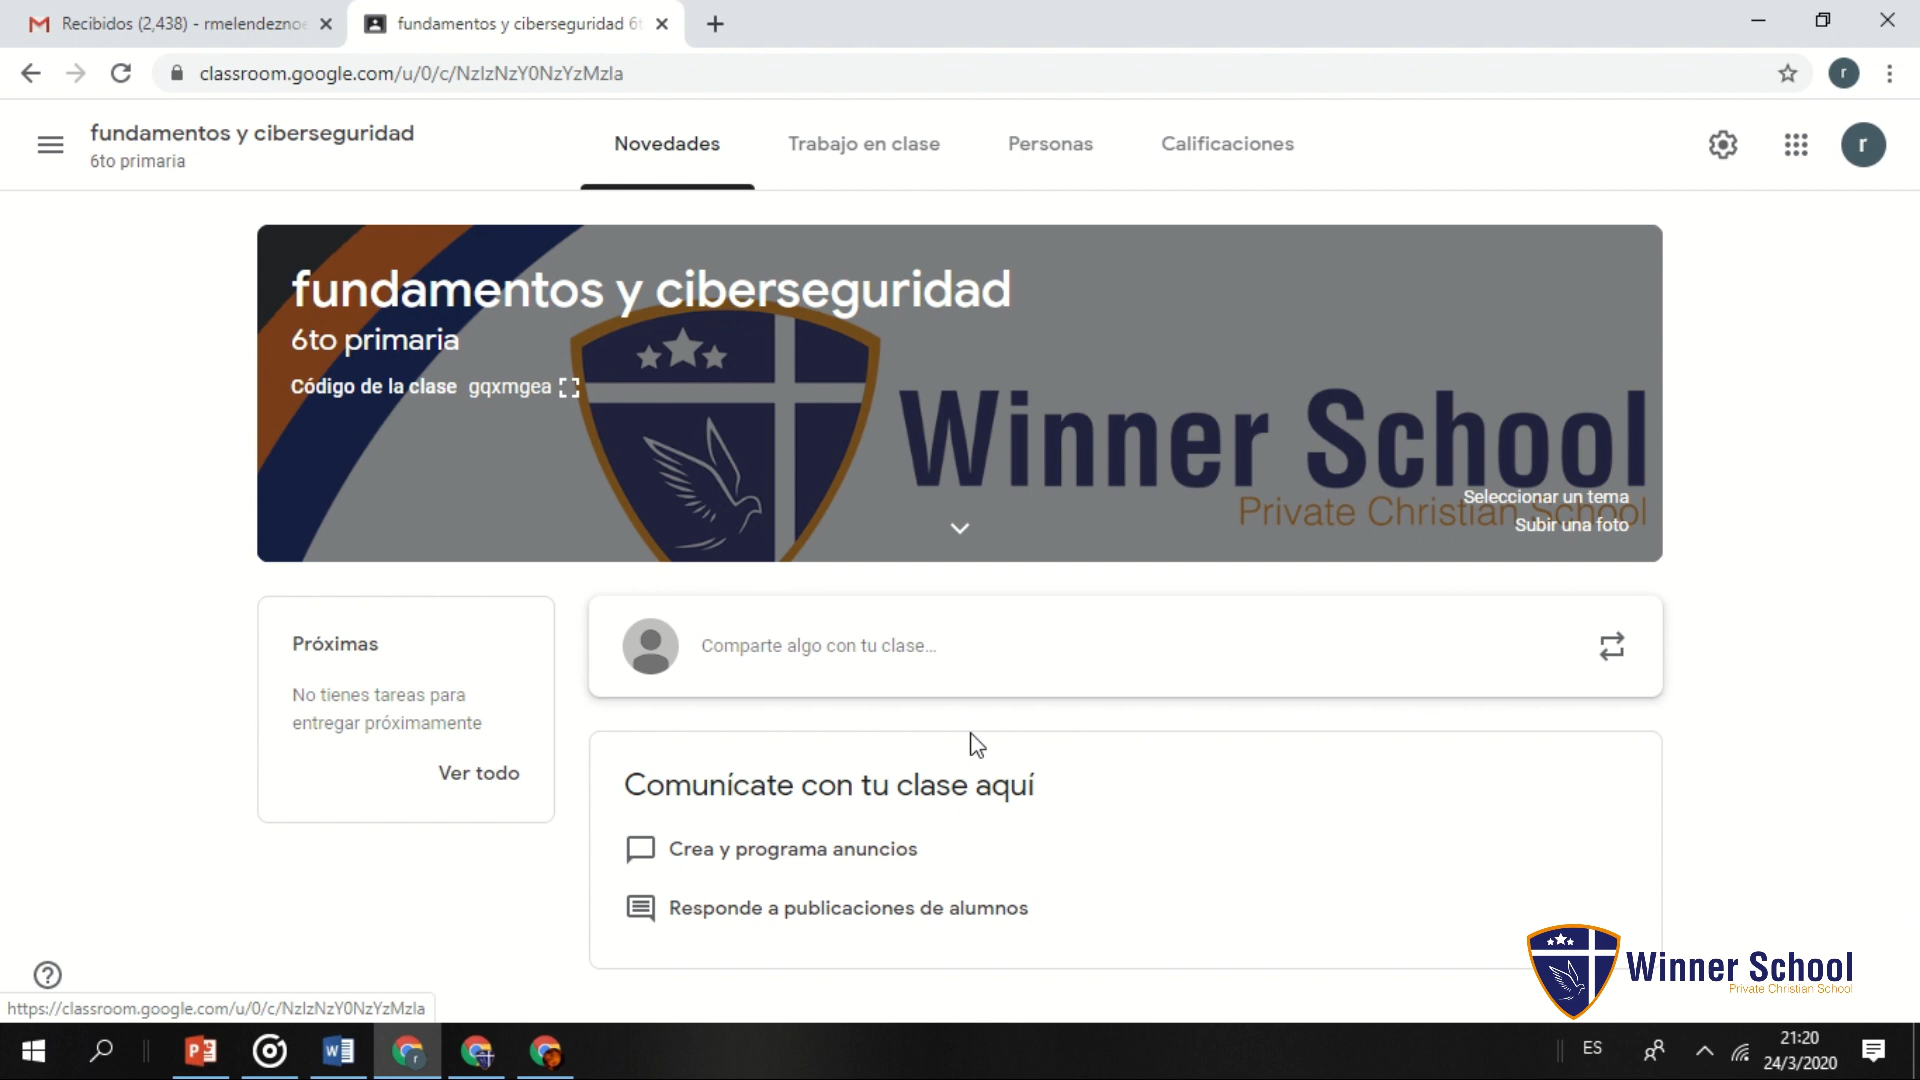 Recibidos (2,438) - rmelendeznoe
fundamentos y ciberseguridad 6t
classroom.google.com/u/0/c/NzIzNzY0NzYzMzIa
r
fundamentos y ciberseguridad
6to primaria
Novedades
Trabajo en clase
Personas
Calificaciones
r
fundamentos y ciberseguridad
6to primaria
Código de la clase gqxmgea
Winner School
Private Christian School
Seleccionar un tema
Subir una foto
Próximas
No tienes tareas para
entregar próximamente
Ver todo
Comparte algo con tu clase...
Comunícate con tu clase aquí
Crea y programa anuncios
Responde a publicaciones de alumnos
Winner School
Private Christian School
https://classroom.google.com/u/0/c/NzIzNzY0NzYzMzIa
ES
21:20
24/3/2020